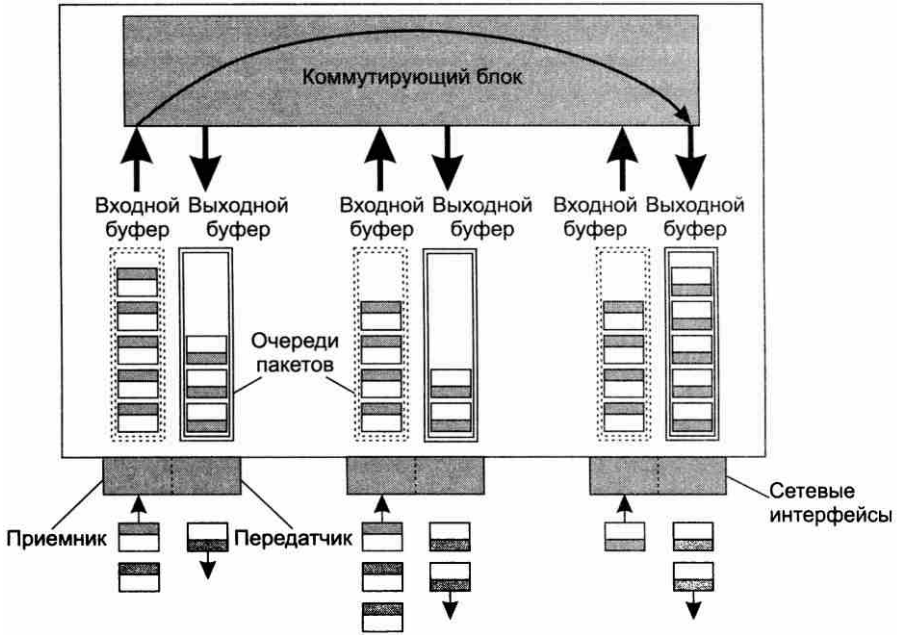 Коммутирующий блок
Входной буфер
Выходной буфер
Входной буфер
Выходной буфер
Входной буфер
Выходной буфер
Очереди
пакетов
Приемник
Передатчик
Сетевые
интерфейсы